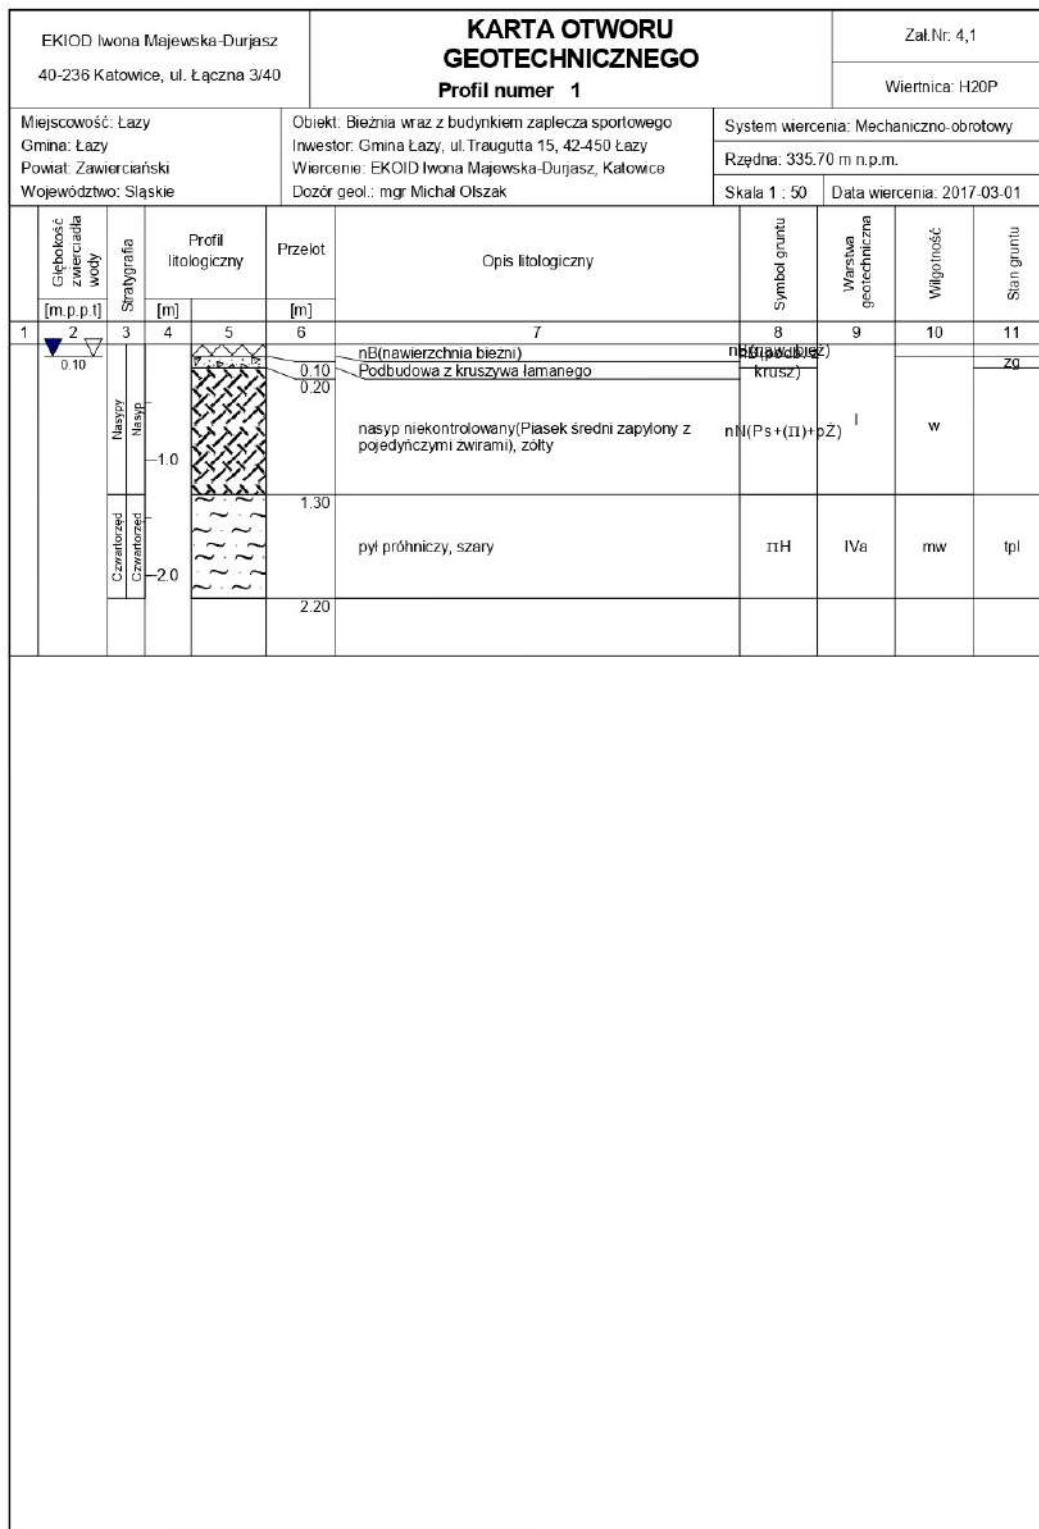 EKIOD Iwona Majewska-Durjasz
40-236 Katowice, ul. Łączna 3/40
KARTA OTWORU
GEOTECHNICZNEGO
Profil numer 1
Zał.Nr: 4,1
Wiertnica: H20P
Miejscowość: Łazy
Gmina: Łazy
Powiat: Zawierciański
Województwo: Śląskie
Obiekt: Bieżnia wraz z budynkiem zaplecza sportowego
Inwestor: Gmina Łazy, ul.Traugutta 15, 42-450 Łazy
Wiercenie: EKOID Iwona Majewska-Durjasz, Katowice
Dozór geol.: mgr Michał Olszak
System wiercenia: Mechaniczno-obrotowy
Rzędna: 335.70 m n.p.m.
Skala 1 : 50
Data wiercenia: 2017-03-01
Głębokość
zwierciadła
wody
[m.p.p.t]
Stratygrafia
Profil
litologiczny
[m]
Przelot
[m]
Opis litologiczny
Symbol gruntu
Warstwa
geotechniczna
Wilgotność
Stan gruntu
1 2 3 4 5 6 7 8 9 10 11
0.10
nB(nawierzchnia bieżni)
0.10
Podbudowa z kruszywa łamanego
krusz)
zg
0.20
Nasypy
Nasyp
nasyp niekontrolowany(Piasek średni zapylony z
pojedyńczymi żwirami), żółty
nN(Ps+(π)+pŻ)
I
w
1.0
1.30
Czwartorzęd
Czwartorzęd
pył próhniczy, szary
πH
IVa
mw
tpl
2.0
2.20